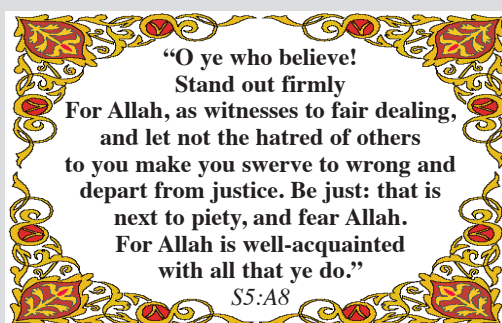 “O ye who believe!
Stand out firmly
For Allah, as witnesses to fair dealing,
and let not the hatred of others
to you make you swerve to wrong and
depart from justice. Be just: that is
next to piety, and fear Allah.
For Allah is well-acquainted
with all that ye do.”
S5:A8